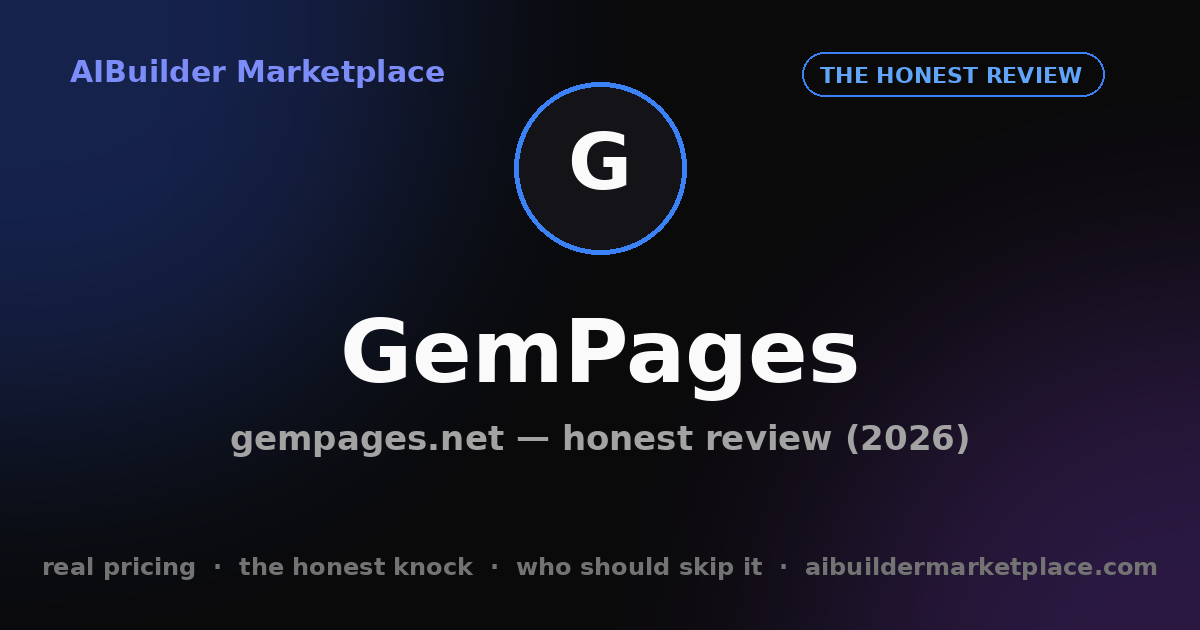 AIBuilder Marketplace
THE HONEST REVIEW
G
GemPages
gempages.net — honest review (2026)
real pricing · the honest knock · who should skip it · aibuildermarketplace.com